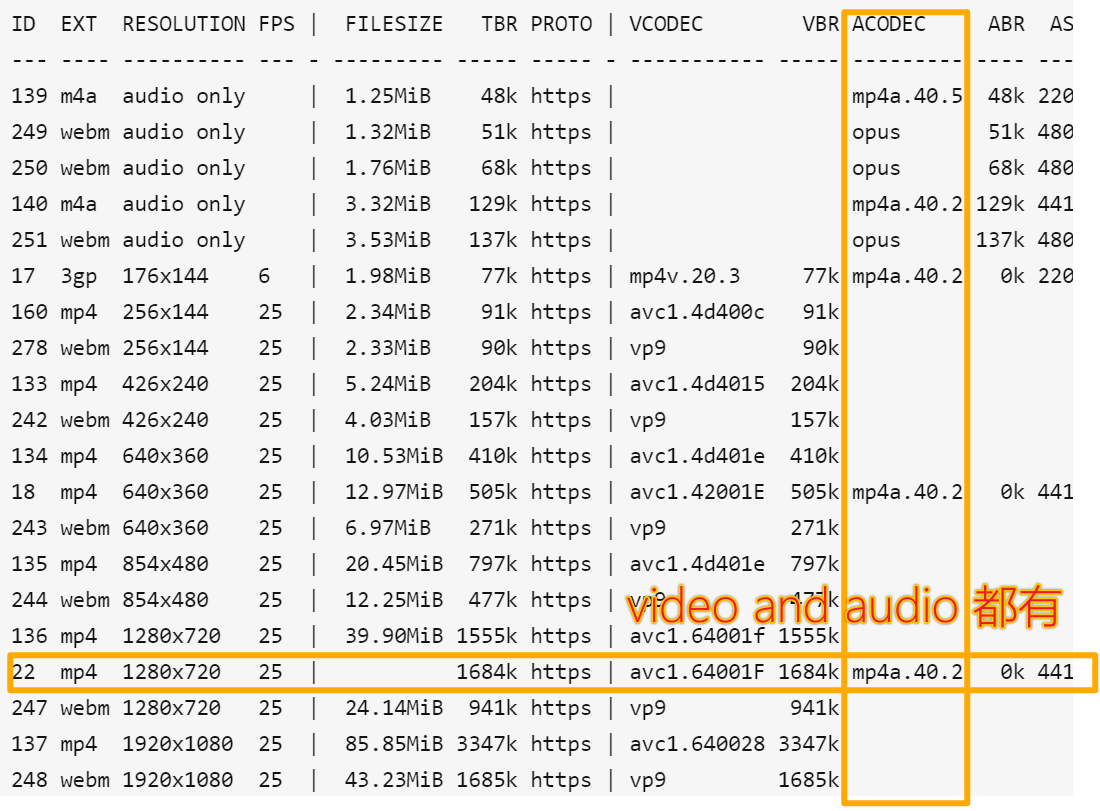 ID  EXT  RESOLUTION FPS |  FILESIZE   TBR PROTO | VCODEC        VBR ACODEC     ABR  AS
--- ---- ---------- --- - --------- ----- ----- - ----------- ----- --------- ---- ---
139 m4a  audio only     |  1.25MiB    48k https |                   mp4a.40.5  48k 220
249 webm audio only     |  1.32MiB    51k https |                   opus       51k 480
250 webm audio only     |  1.76MiB    68k https |                   opus       68k 480
140 m4a  audio only     |  3.32MiB   129k https |                   mp4a.40.2 129k 441
251 webm audio only     |  3.53MiB   137k https |                   opus      137k 480
17  3gp  176x144    6   |  1.98MiB    77k https | mp4v.20.3     77k mp4a.40.2   0k 220
160 mp4  256x144    25  |  2.34MiB    91k https | avc1.4d400c   91k
278 webm 256x144    25  |  2.33MiB    90k https | vp9           90k
133 mp4  426x240    25  |  5.24MiB   204k https | avc1.4d4015  204k
242 webm 426x240    25  |  4.03MiB   157k https | vp9          157k
134 mp4  640x360    25  |  10.53MiB  410k https | avc1.4d401e  410k
18  mp4  640x360    25  |  12.97MiB  505k https | avc1.42001E  505k mp4a.40.2   0k 441
243 webm 640x360    25  |  6.97MiB   271k https | vp9          271k
135 mp4  854x480    25  |  20.45MiB  797k https | avc1.4d401e  797k
244 webm 854x480    25  |  12.25MiB  477k https | vp9          477k
video and audio 都有
136 mp4  1280x720   25  |  39.90MiB 1555k https | avc1.64001f 1555k
22  mp4  1280x720   25  |           1684k https | avc1.64001F 1684k mp4a.40.2   0k 441
247 webm 1280x720   25  |  24.14MiB  941k https | vp9          941k
137 mp4  1920x1080  25  |  85.85MiB 3347k https | avc1.640028 3347k
248 webm 1920x1080  25  |  43.23MiB 1685k https | vp9         1685k